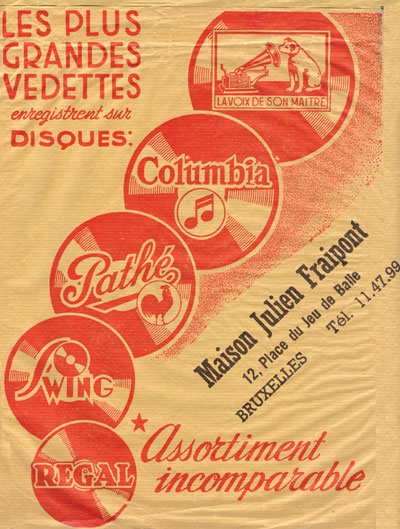 LES PLUS
GRANDES
VEDETTES
enregistrent sur
DISQUES:
LA VOIX DE SON MAITRE
Columbia
Pathé
SWING
REGAL
Maison Julien Fraipont
12, Place du Jeu de Balle
BRUXELLES Tél. 11.47.99
Assortiment
incomparable